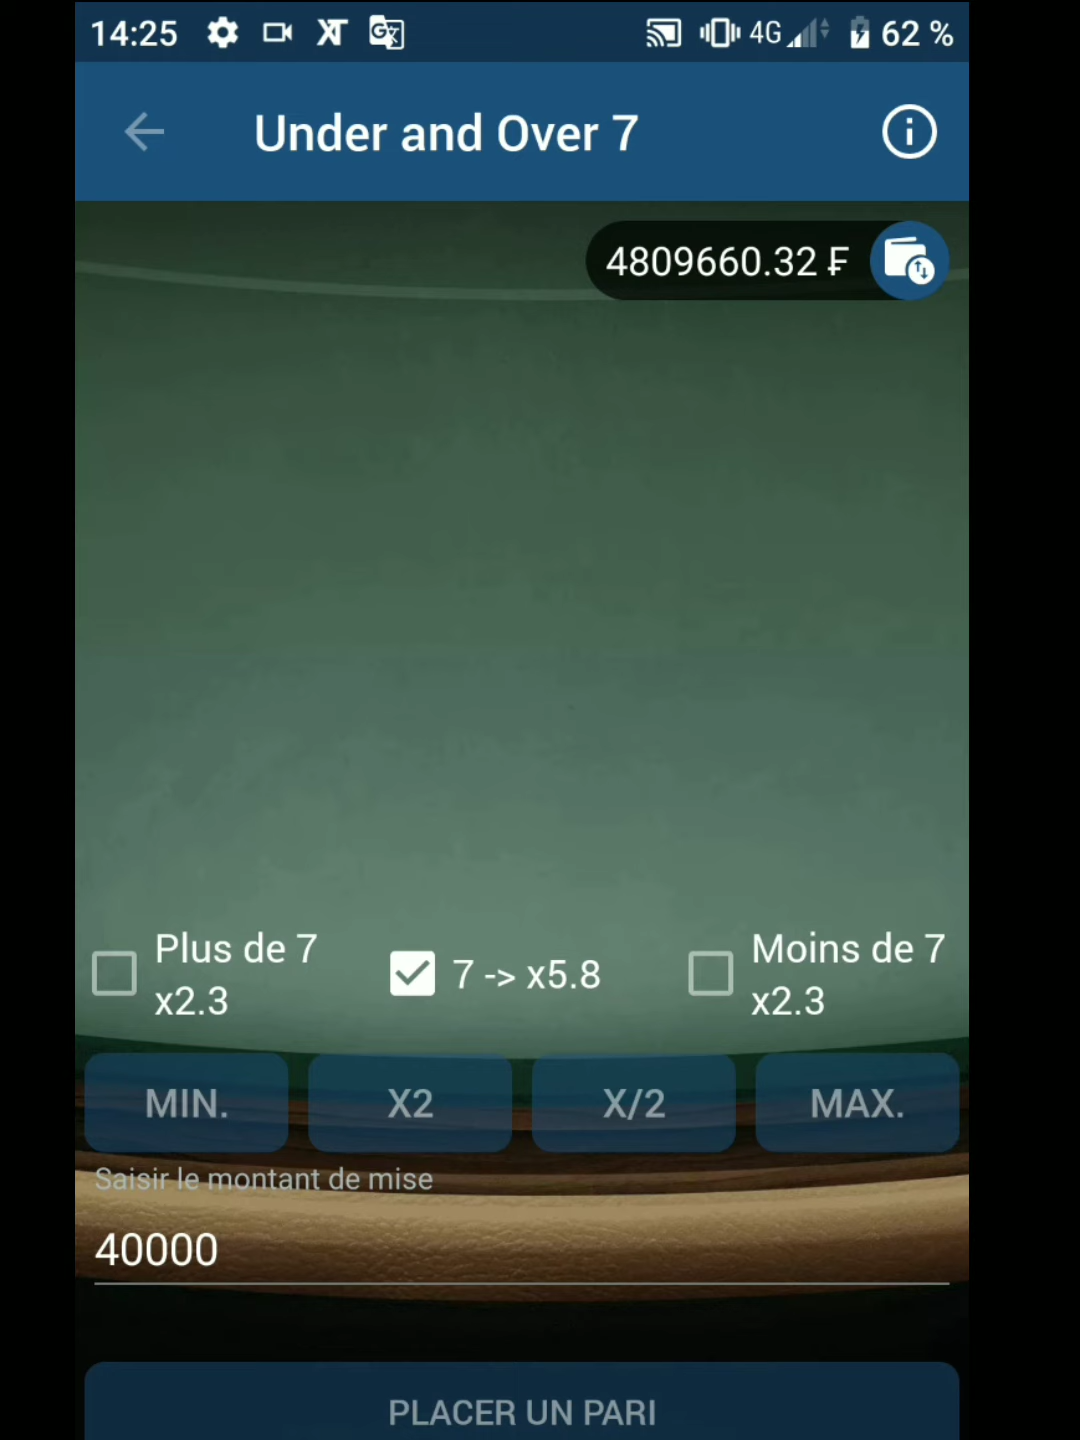 14:25 4G 62 %
Under and Over 7
4809660.32 ₣
Plus de 7
x2.3
7 -> x5.8
Moins de 7
x2.3
MIN. X2 X/2 MAX.
Saisir le montant de mise
40000
PLACER UN PARI